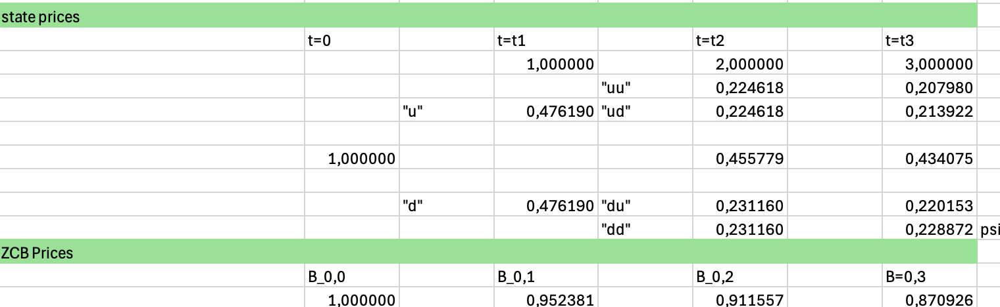 state prices
t=0 t=t1 t=t2 t=t3
1,000000 2,000000 3,000000
"uu" 0,224618 0,207980
"u" 0,476190 "ud" 0,224618 0,213922
1,000000 0,455779 0,434075
"d" 0,476190 "du" 0,231160 0,220153
"dd" 0,231160 0,228872 psi
ZCB Prices
B_0,0 B_0,1 B_0,2 B=0,3
1,000000 0,952381 0,911557 0,870926